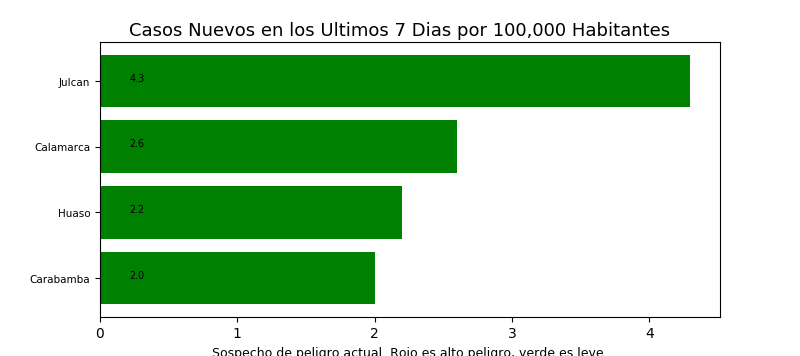 Casos Nuevos en los Ultimos 7 Dias por 100,000 Habitantes
Julcan 4.3
Calamarca 2.6
Huaso 2.2
Carabamba 2.0
0 1 2 3 4
Sospecho de peligro actual. Rojo es alto peligro, verde es leve